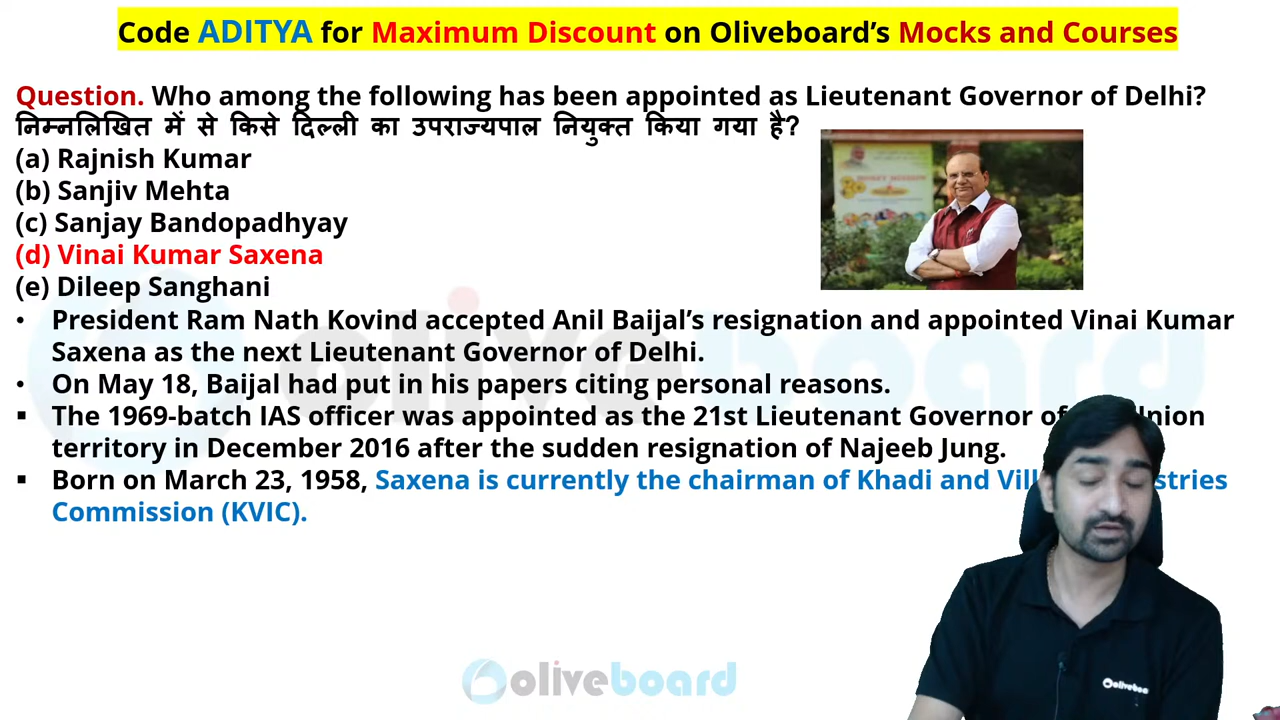 Code ADITYA for Maximum Discount on Oliveboard’s Mocks and Courses
Question. Who among the following has been appointed as Lieutenant Governor of Delhi?
निम्नलिखित में से किसे दिल्ली का उपराज्यपाल नियुक्त किया गया है?
(a) Rajnish Kumar
(b) Sanjiv Mehta
(c) Sanjay Bandopadhyay
(d) Vinai Kumar Saxena
(e) Dileep Sanghani
• President Ram Nath Kovind accepted Anil Baijal’s resignation and appointed Vinai Kumar
Saxena as the next Lieutenant Governor of Delhi.
• On May 18, Baijal had put in his papers citing personal reasons.
▪ The 1969-batch IAS officer was appointed as the 21st Lieutenant Governor of Union
territory in December 2016 after the sudden resignation of Najeeb Jung.
▪ Born on March 23, 1958, Saxena is currently the chairman of Khadi and Vill stries
Commission (KVIC).
oliveboard
oliveboard